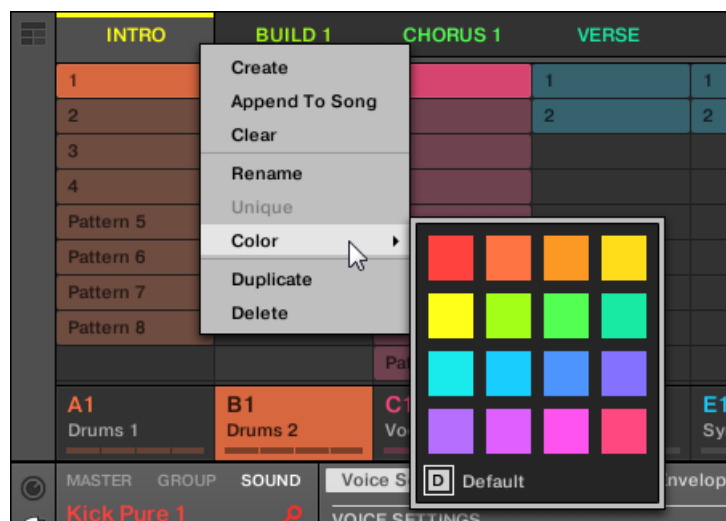 INTRO BUILD 1 CHORUS 1 VERSE
1 1 1
2 2 2
3
4
Pattern 5
Pattern 6
Pattern 7
Pattern 8
Create
Append To Song
Clear
Rename
Unique
Color
Duplicate
Delete
D Default
A1 B1 E1
Drums 1 Drums 2
MASTER GROUP SOUND Voice
Kick Pure 1 VOICE SETTINGS